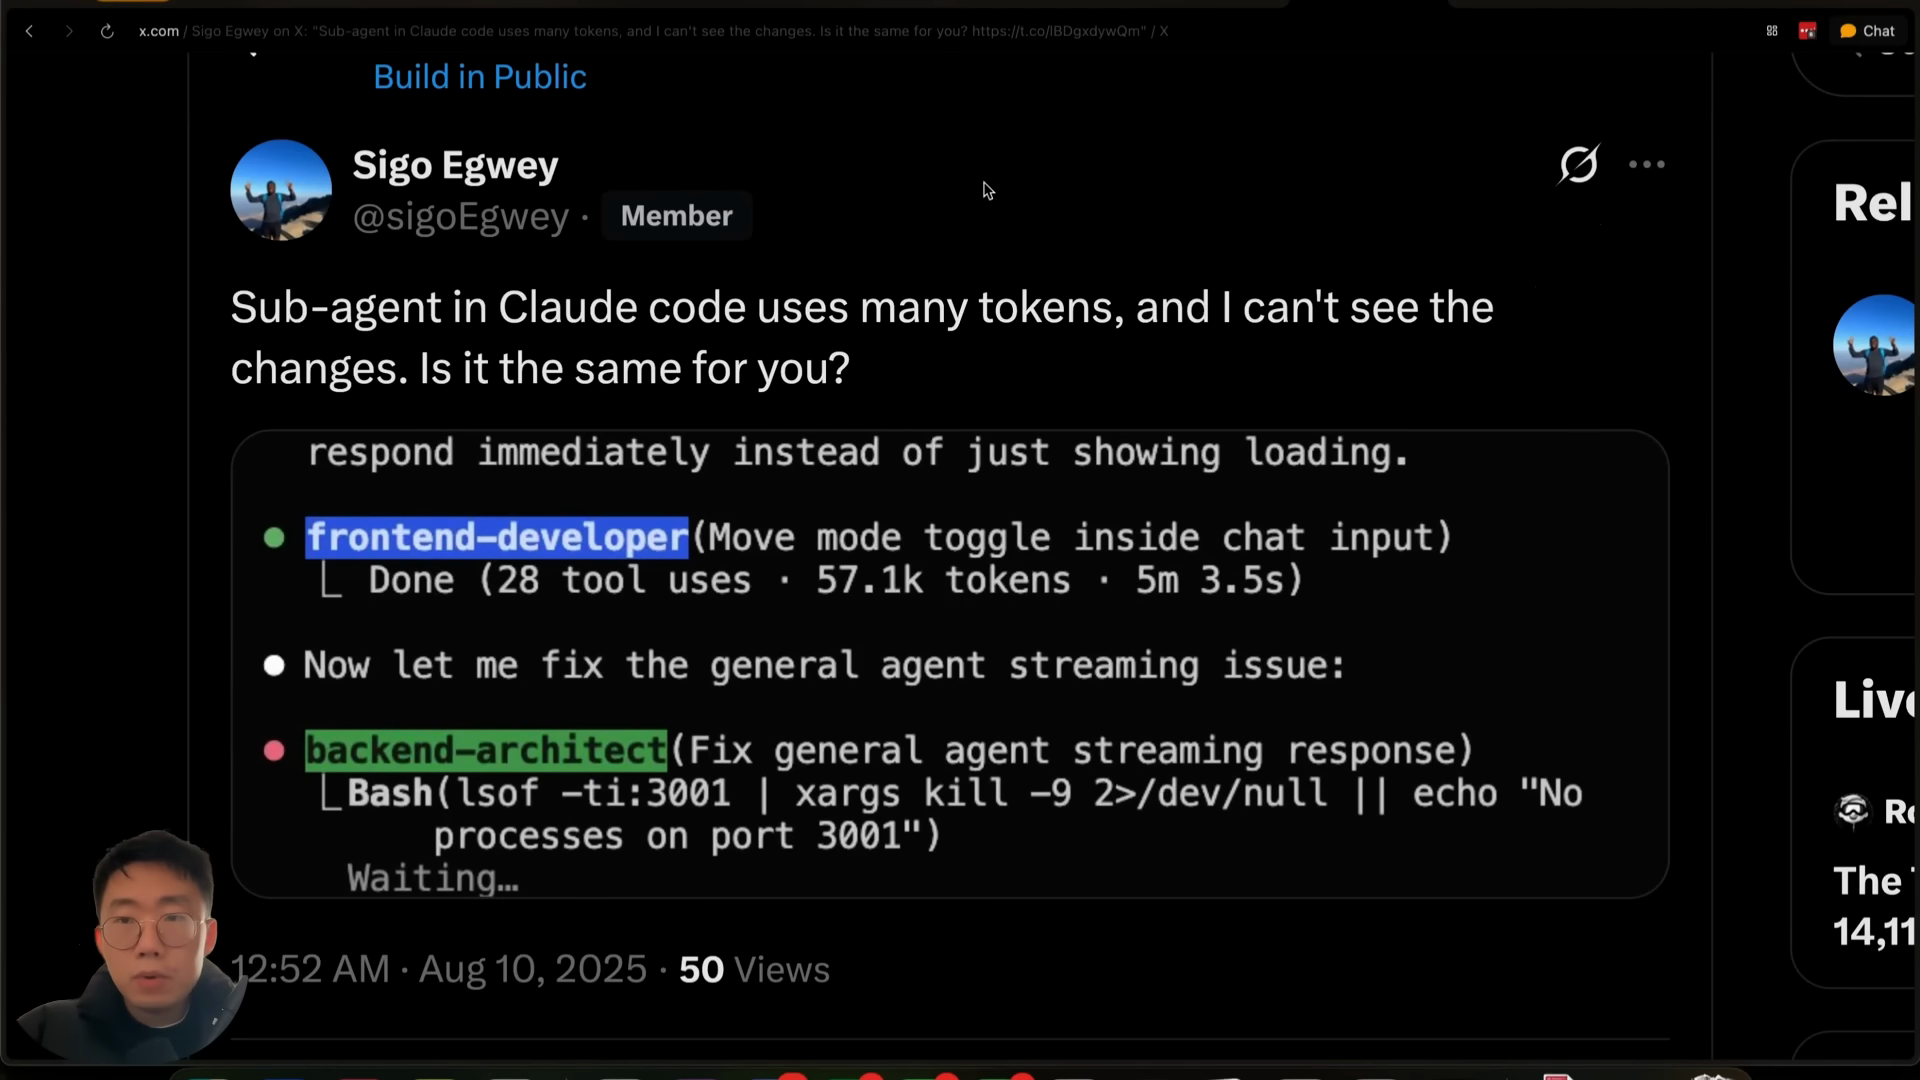 x.com / Sigo Egwey on X: "Sub-agent in Claude code uses many tokens, and I can't see the changes. Is it the same for you? https://t.co/lBDgxdywQm" / X
Chat
Build in Public
Sigo Egwey
@sigoEgwey · Member
Sub-agent in Claude code uses many tokens, and I can't see the
changes. Is it the same for you?
respond immediately instead of just showing loading.
frontend-developer(Move mode toggle inside chat input)
Done (28 tool uses · 57.1k tokens · 5m 3.5s)
Now let me fix the general agent streaming issue:
backend-architect(Fix general agent streaming response)
Bash(lsof -ti:3001 | xargs kill -9 2>/dev/null || echo "No
processes on port 3001")
Waiting…
12:52 AM · Aug 10, 2025 · 50 Views
Rel
Live
Ro
The
14,11